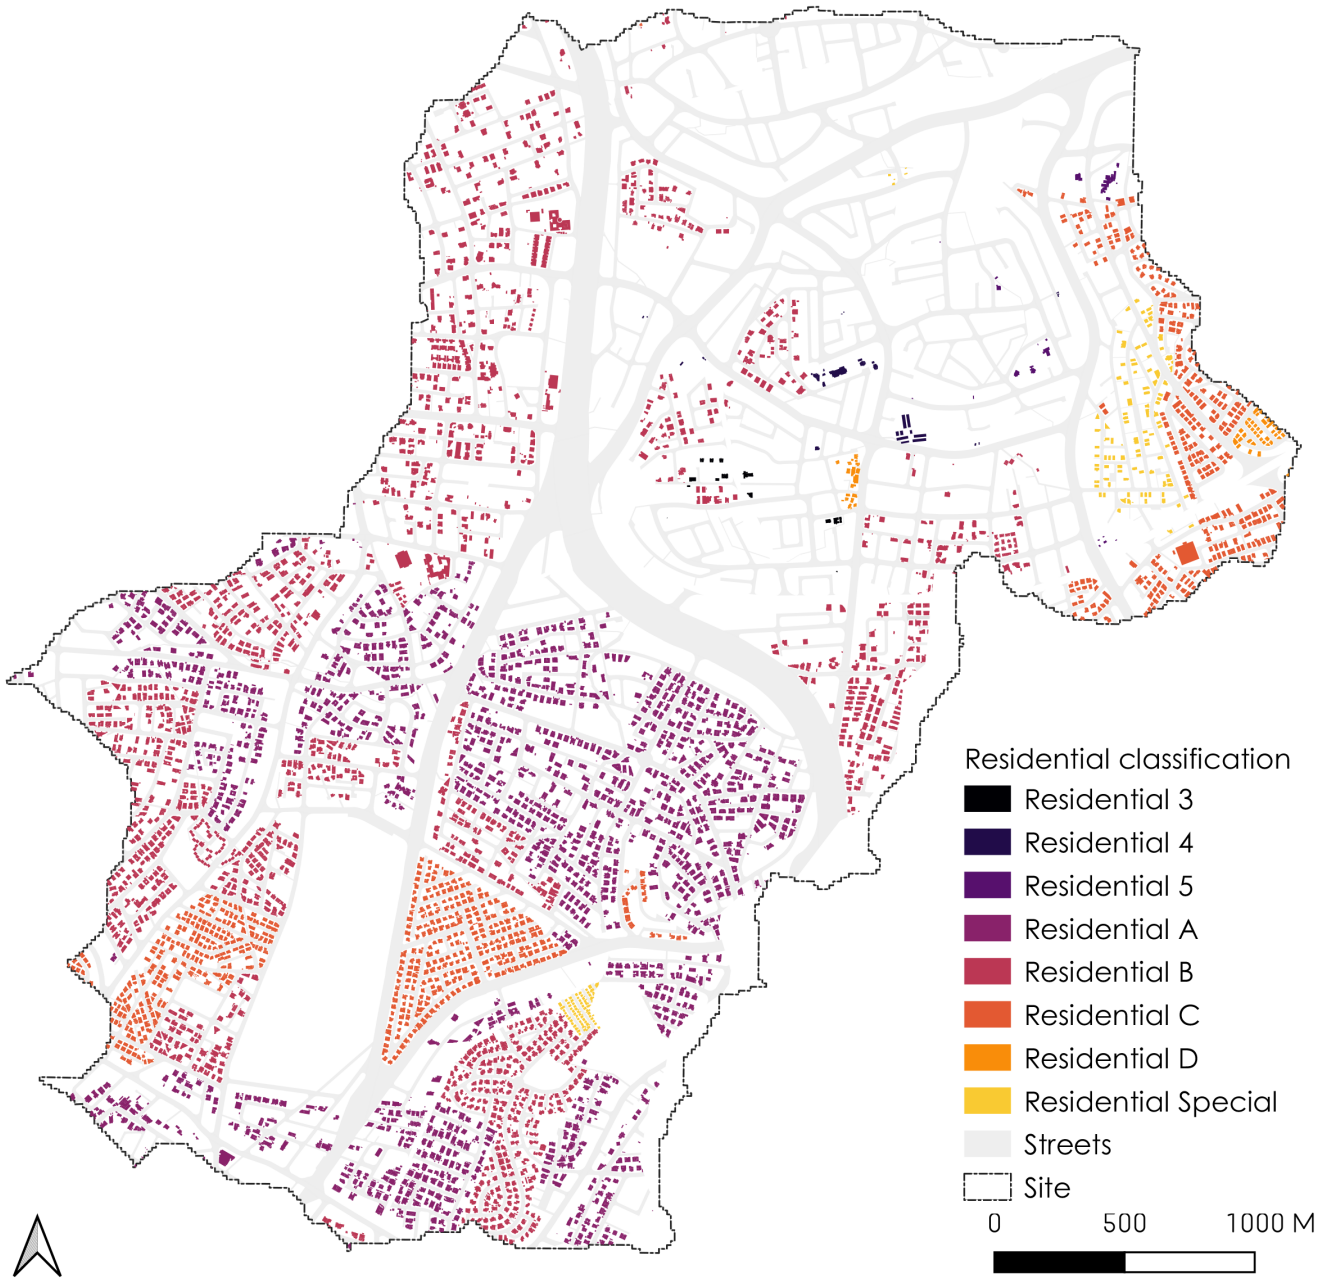 Residential classification
Residential 3
Residential 4
Residential 5
Residential A
Residential B
Residential C
Residential D
Residential Special
Streets
Site
0 500 1000 M